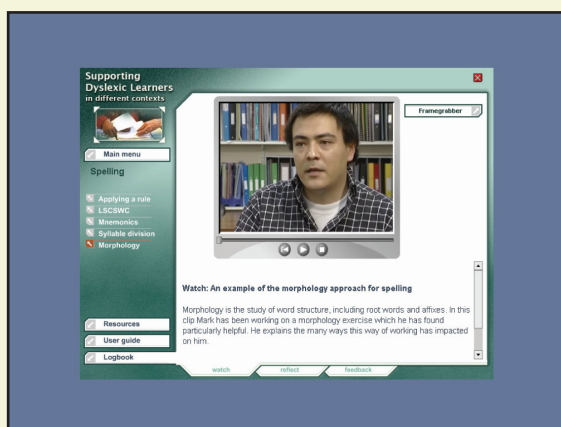 Supporting
Dyslexic Learners
in different contexts
Framegrabber
Main menu
Spelling
Applying a rule
LSCSWC
Mnemonics
Syllable division
Morphology
Watch: An example of the morphology approach for spelling
Morphology is the study of word structure, including root words and affixes. In this
clip Mark has been working on a morphology exercise which he has found
particularly helpful. He explains the many ways this way of working has impacted
on him.
Resources
User guide
Logbook
watch
reflect
feedback